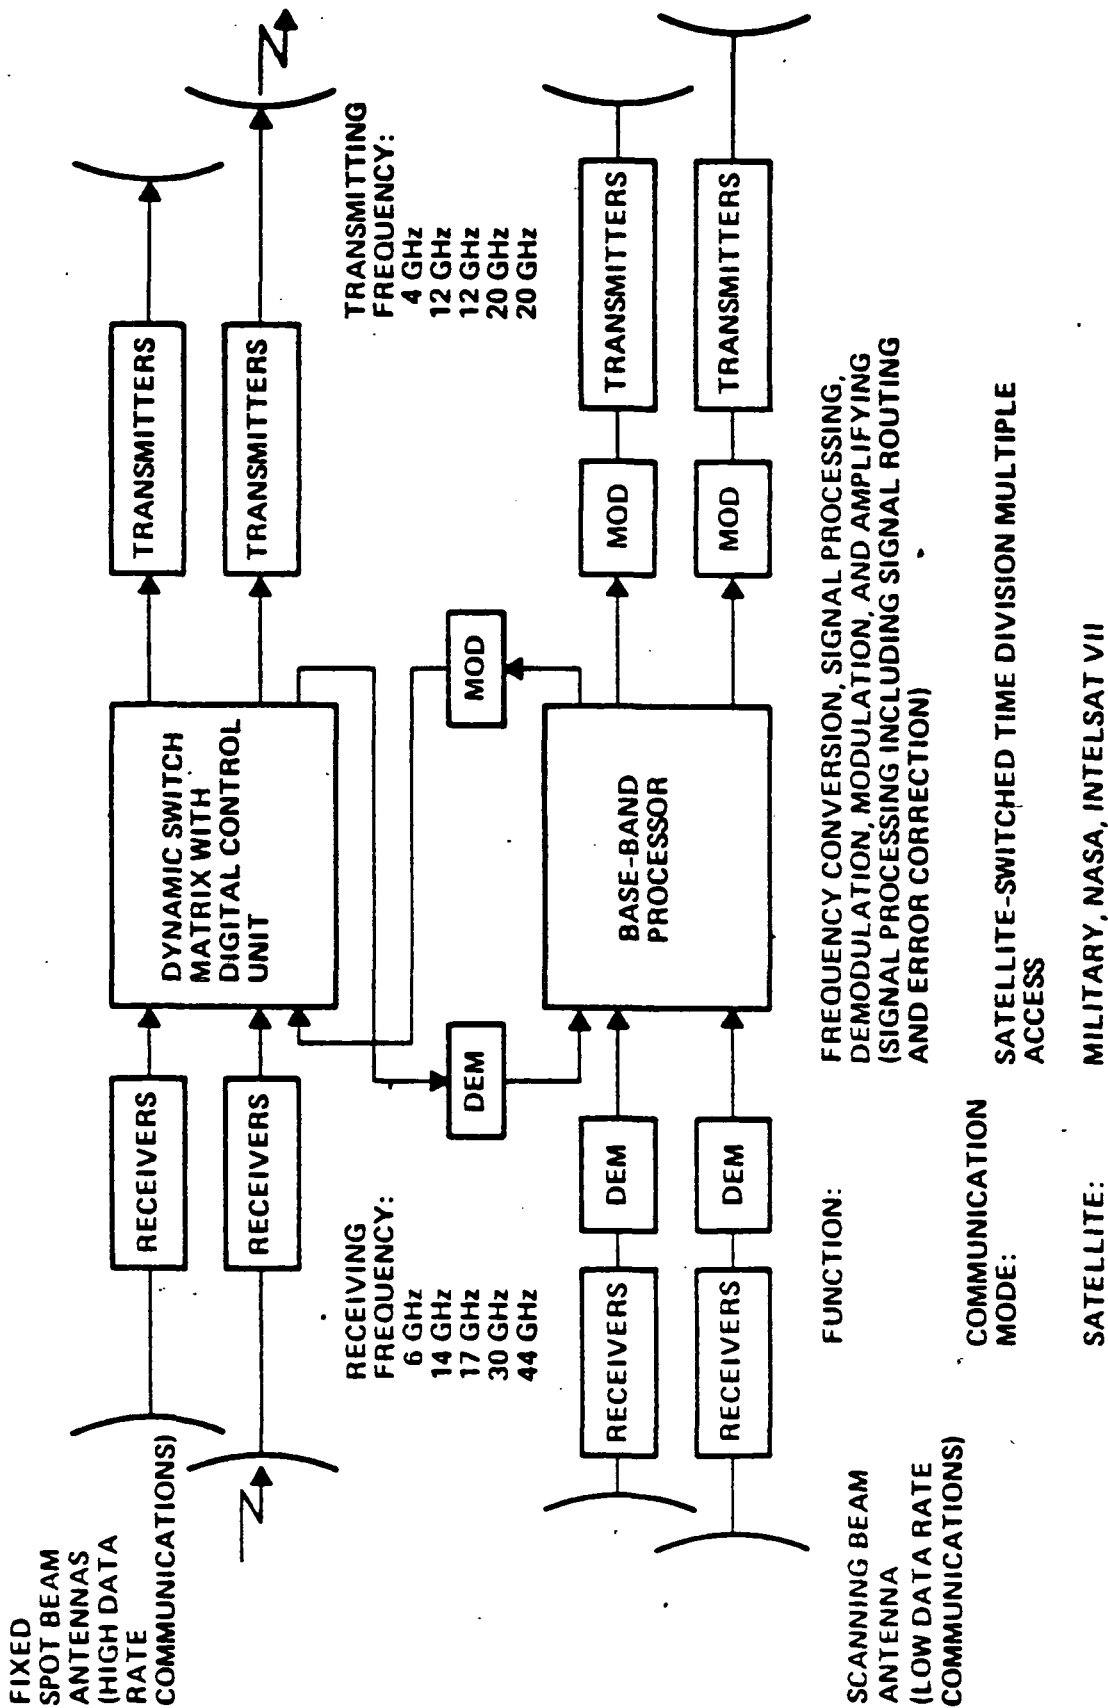 FIXED
SPOT BEAM
ANTENNAS
(HIGH DATA
RATE
COMMUNICATIONS)
RECEIVERS
RECEIVERS
DYNAMIC SWITCH
MATRIX WITH
DIGITAL CONTROL
UNIT
TRANSMITTERS
TRANSMITTERS
RECEIVING
FREQUENCY:
6 GHz
14 GHz
17 GHz
30 GHz
44 GHz
DEM
MOD
TRANSMITTING
FREQUENCY:
4 GHz
12 GHz
12 GHz
20 GHz
20 GHz
RECEIVERS
DEM
RECEIVERS
DEM
BASE-BAND
PROCESSOR
MOD
TRANSMITTERS
MOD
TRANSMITTERS
SCANNING BEAM
ANTENNA
(LOW DATA RATE
COMMUNICATIONS)
FUNCTION:
FREQUENCY CONVERSION, SIGNAL PROCESSING,
DEMODULATION, MODULATION, AND AMPLIFYING
(SIGNAL PROCESSING INCLUDING SIGNAL ROUTING
AND ERROR CORRECTION)
COMMUNICATION
MODE:
SATELLITE-SWITCHED TIME DIVISION MULTIPLE
ACCESS
SATELLITE:
MILITARY, NASA, INTELSAT VII